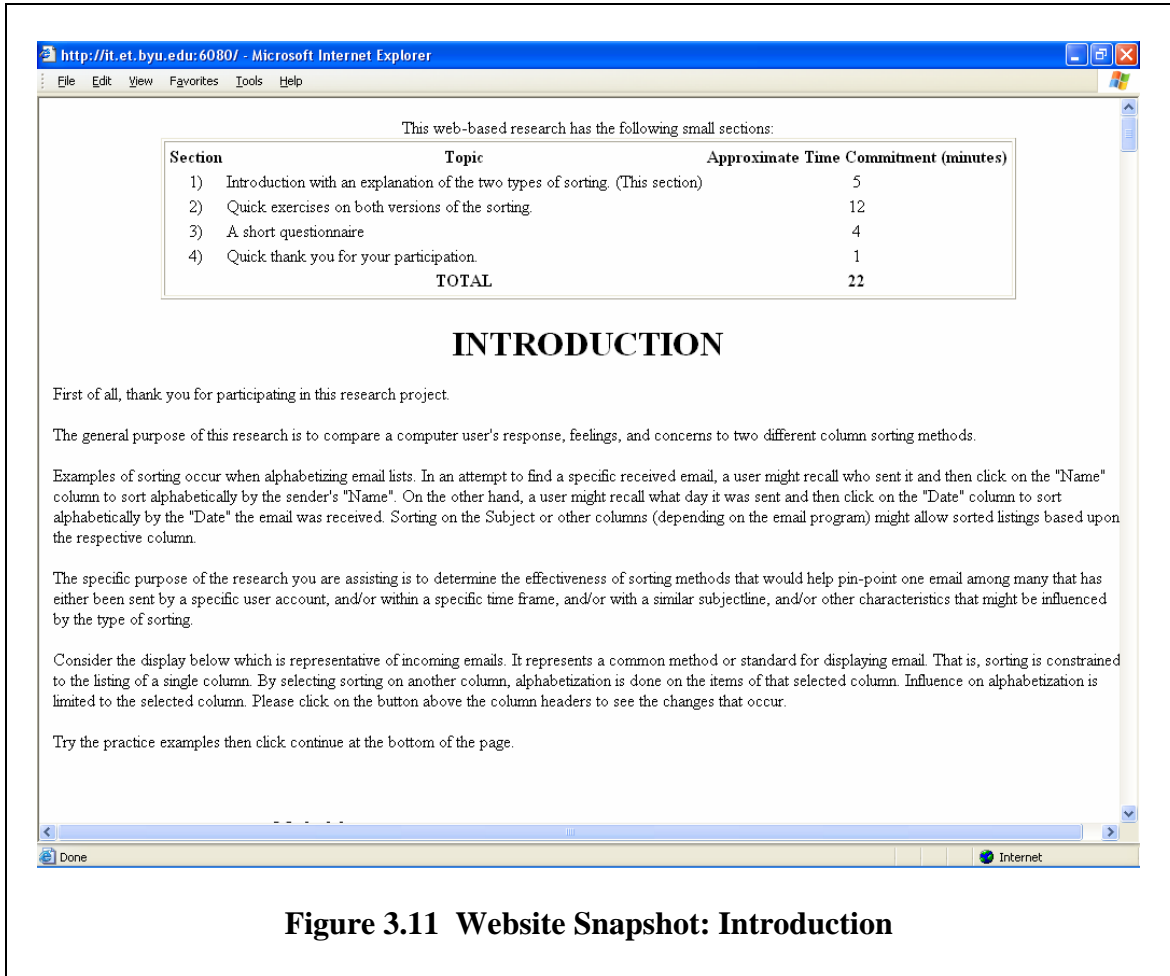 http://it.et.byu.edu:6080/ - Microsoft Internet Explorer
File Edit View Favorites Tools Help
This web-based research has the following small sections:
Section Topic Approximate Time Commitment (minutes)
1) Introduction with an explanation of the two types of sorting. (This section) 5
2) Quick exercises on both versions of the sorting. 12
3) A short questionnaire 4
4) Quick thank you for your participation. 1
TOTAL 22
INTRODUCTION
First of all, thank you for participating in this research project.
The general purpose of this research is to compare a computer user's response, feelings, and concerns to two different column sorting methods.
Examples of sorting occur when alphabetizing email lists. In an attempt to find a specific received email, a user might recall who sent it and then click on the "Name"
column to sort alphabetically by the sender's "Name". On the other hand, a user might recall what day it was sent and then click on the "Date" column to sort
alphabetically by the "Date" the email was received. Sorting on the Subject or other columns (depending on the email program) might allow sorted listings based upon
the respective column.
The specific purpose of the research you are assisting is to determine the effectiveness of sorting methods that would help pin-point one email among many that has
either been sent by a specific user account, and/or within a specific time frame, and/or with a similar subjectline, and/or other characteristics that might be influenced
by the type of sorting.
Consider the display below which is representative of incoming emails. It represents a common method or standard for displaying email. That is, sorting is constrained
to the listing of a single column. By selecting sorting on another column, alphabetization is done on the items of that selected column. Influence on alphabetization is
limited to the selected column. Please click on the button above the column headers to see the changes that occur.
Try the practice examples then click continue at the bottom of the page.
Done Internet
Figure 3.11 Website Snapshot: Introduction